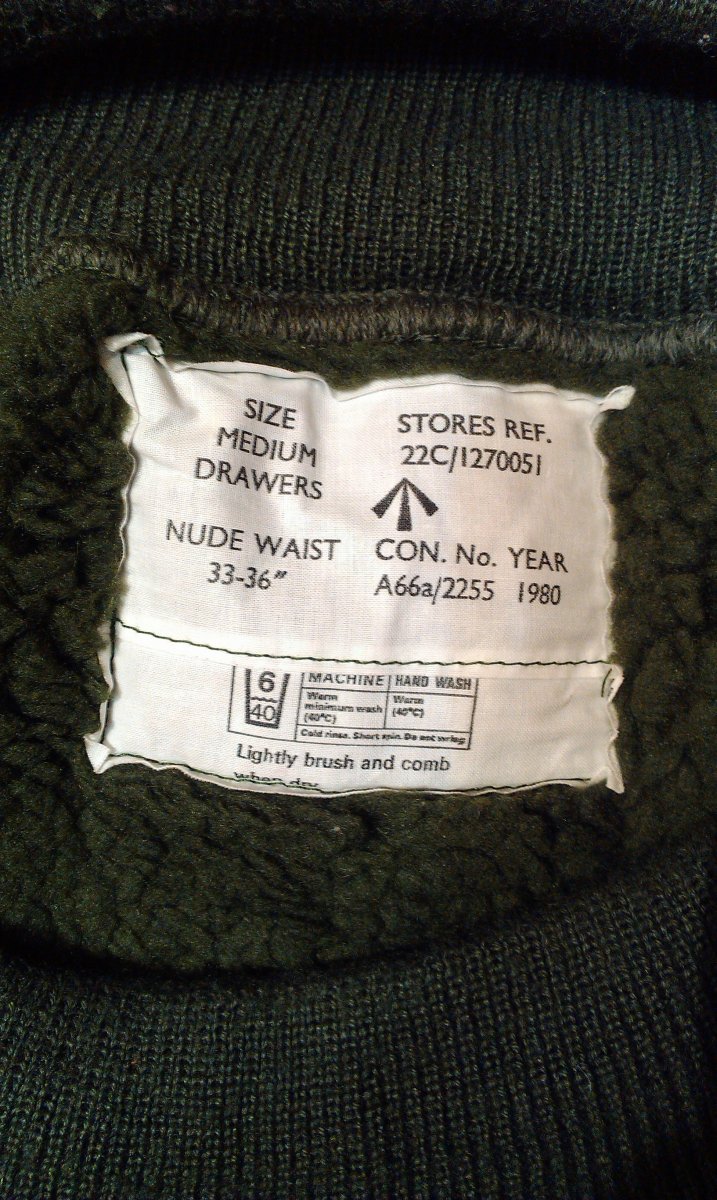 SIZE
MEDIUM
DRAWERS
NUDE WAIST
33-36"
STORES REF.
22C/1270051
CON. No. YEAR
A66a/2255 1980
6
40
MACHINE
Warm
minimum wash
(40°C)
HAND WASH
Warm
(40°C)
Cold rinse. Short spin. Do not wring
Lightly brush and comb
when dry